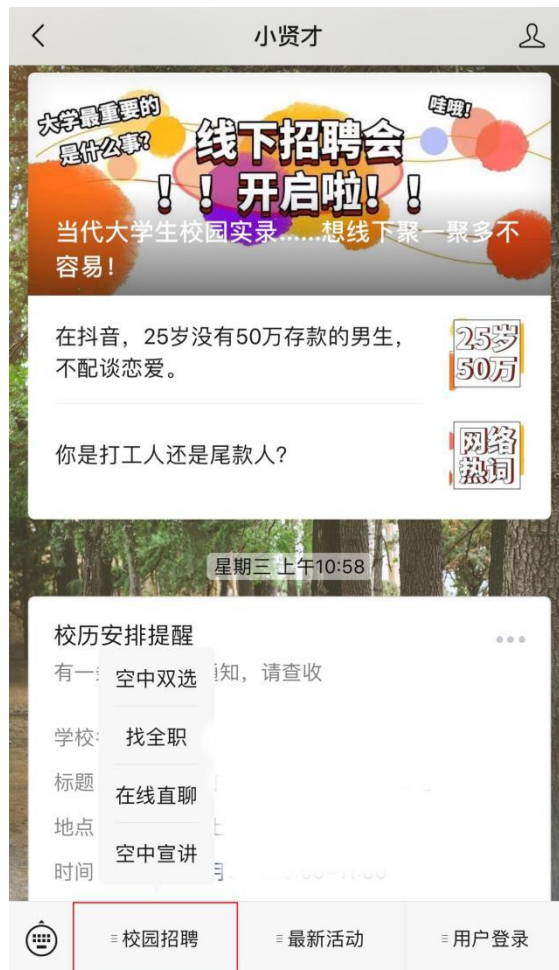 小贤才
大学最重要的
是什么事?
哇哦!
线下招聘会
!!开启啦!!
当代大学生校园实录......想线下聚一聚多不
容易!
在抖音，25岁没有50万存款的男生，
不配谈恋爱。
25岁
50万
你是打工人还是尾款人?
网络
热词
星期三 上午10:58
校历安排提醒
有一
通知，请查收
空中双选
学校
找全职
标题
在线直聊
地点
空中宣讲
时间
校园招聘
最新活动
用户登录